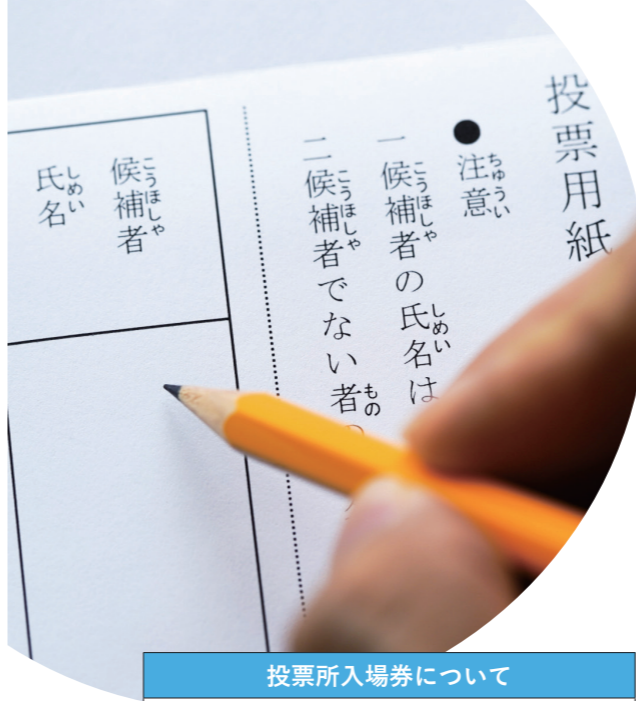 投票用紙
●注意
一候補者の氏名は
二候補者でない者の
候補者
氏名
投票所入場券について